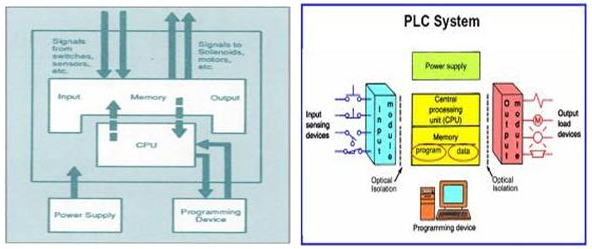 Signals
from
switches,
sensors,
etc.
Signals to
Solenoids,
motors,
etc.
Input
Memory
Output
CPU
Power Supply
Programming
Device
PLC System
Power supply
Input
sensing
devices
Input
module
Central
processing
unit (CPU)
Memory
program
data
Output
module
M
Output
load
devices
Optical
Isolation
Optical
Isolation
Programming device